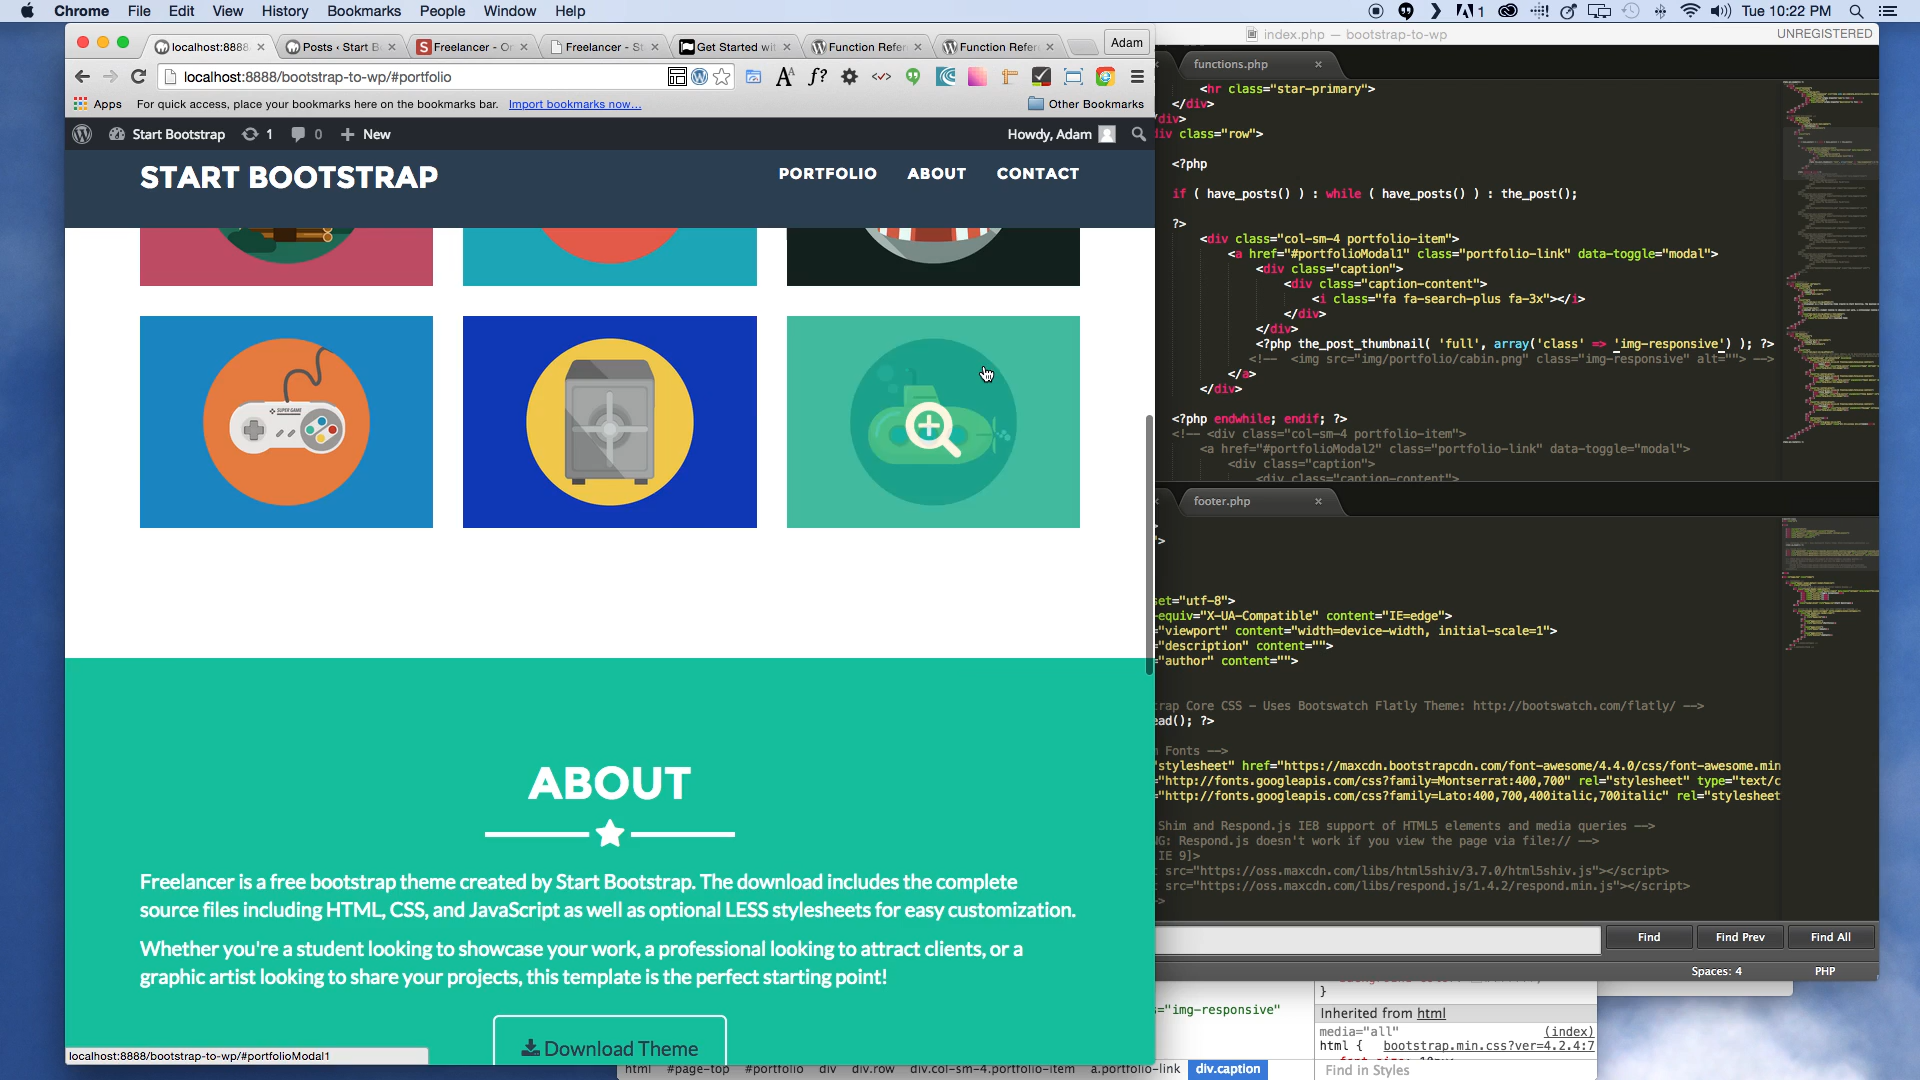 Chrome File Edit View History Bookmarks People Window Help
1 Tue 10:22 PM
localhost:8888 Posts ‹ Start B Freelancer - Or Freelancer - St Get Started wit Function Refer Function Refer Adam
localhost:8888/bootstrap-to-wp/#portfolio
Apps For quick access, place your bookmarks here on the bookmarks bar. Import bookmarks now... Other Bookmarks
Start Bootstrap 1 0 New Howdy, Adam
START BOOTSTRAP PORTFOLIO ABOUT CONTACT
SUPER GAME
ABOUT
Freelancer is a free bootstrap theme created by Start Bootstrap. The download includes the complete
source files including HTML, CSS, and JavaScript as well as optional LESS stylesheets for easy customization.
Whether you're a student looking to showcase your work, a professional looking to attract clients, or a
graphic artist looking to share your projects, this template is the perfect starting point!
Download Theme
localhost:8888/bootstrap-to-wp/#portfolioModal1
index.php — bootstrap-to-wp UNREGISTERED
functions.php
<hr class="star-primary">
</div>
div>
iv class="row">
<?php
if ( have_posts() ) : while ( have_posts() ) : the_post();
?>
<div class="col-sm-4 portfolio-item">
<a href="#portfolioModal1" class="portfolio-link" data-toggle="modal">
<div class="caption">
<div class="caption-content">
<i class="fa fa-search-plus fa-3x"></i>
</div>
</div>
<?php the_post_thumbnail( 'full', array('class' => 'img-responsive') ); ?>
<!-- <img src="img/portfolio/cabin.png" class="img-responsive" alt=""> -->
</a>
</div>
<?php endwhile; endif; ?>
<!-- <div class="col-sm-4 portfolio-item">
<a href="#portfolioModal2" class="portfolio-link" data-toggle="modal">
<div class="caption">
<div class="caption-content">
footer.php
">
set="utf-8">
-equiv="X-UA-Compatible" content="IE=edge">
="viewport" content="width=device-width, initial-scale=1">
="description" content="">
="author" content="">
trap Core CSS - Uses Bootswatch Flatly Theme: http://bootswatch.com/flatly/ -->
ead(); ?>
m Fonts -->
="stylesheet" href="https://maxcdn.bootstrapcdn.com/font-awesome/4.4.0/css/font-awesome.min
="http://fonts.googleapis.com/css?family=Montserrat:400,700" rel="stylesheet" type="text/c
="http://fonts.googleapis.com/css?family=Lato:400,700,400italic,700italic" rel="stylesheet
Shim and Respond.js IE8 support of HTML5 elements and media queries -->
NG: Respond.js doesn't work if you view the page via file:// -->
IE 9]>
t src="https://oss.maxcdn.com/libs/html5shiv/3.7.0/html5shiv.js"></script>
t src="https://oss.maxcdn.com/libs/respond.js/1.4.2/respond.min.js"></script>
->
Find Find Prev Find All
Spaces: 4 PHP
="img-responsive" }
Inherited from html
media="all" (index)
html { bootstrap.min.css?ver=4.2.4:7
html #page-top #portfolio div div.row div.col-sm-4.portfolio-item a.portfolio-link div.caption Find in Styles